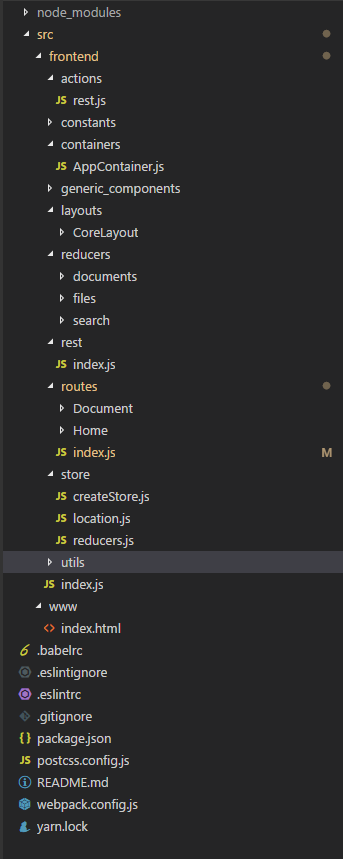 node_modules
src
frontend
actions
JS rest.js
constants
containers
JS AppContainer.js
generic_components
layouts
CoreLayout
reducers
documents
files
search
rest
JS index.js
routes
Document
Home
JS index.js M
store
JS createStore.js
JS location.js
JS reducers.js
utils
JS index.js
www
<> index.html
.babelrc
.eslintignore
.eslintrc
.gitignore
{ } package.json
JS postcss.config.js
README.md
webpack.config.js
yarn.lock